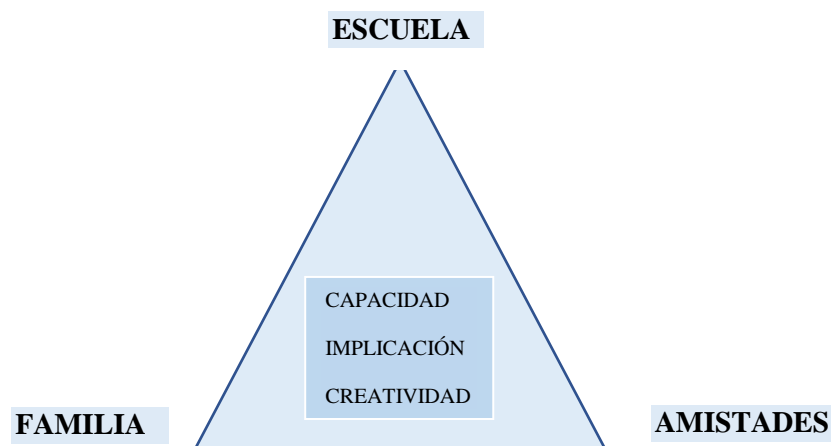 ESCUELA
CAPACIDAD
IMPLICACIÓN
CREATIVIDAD
FAMILIA
AMISTADES